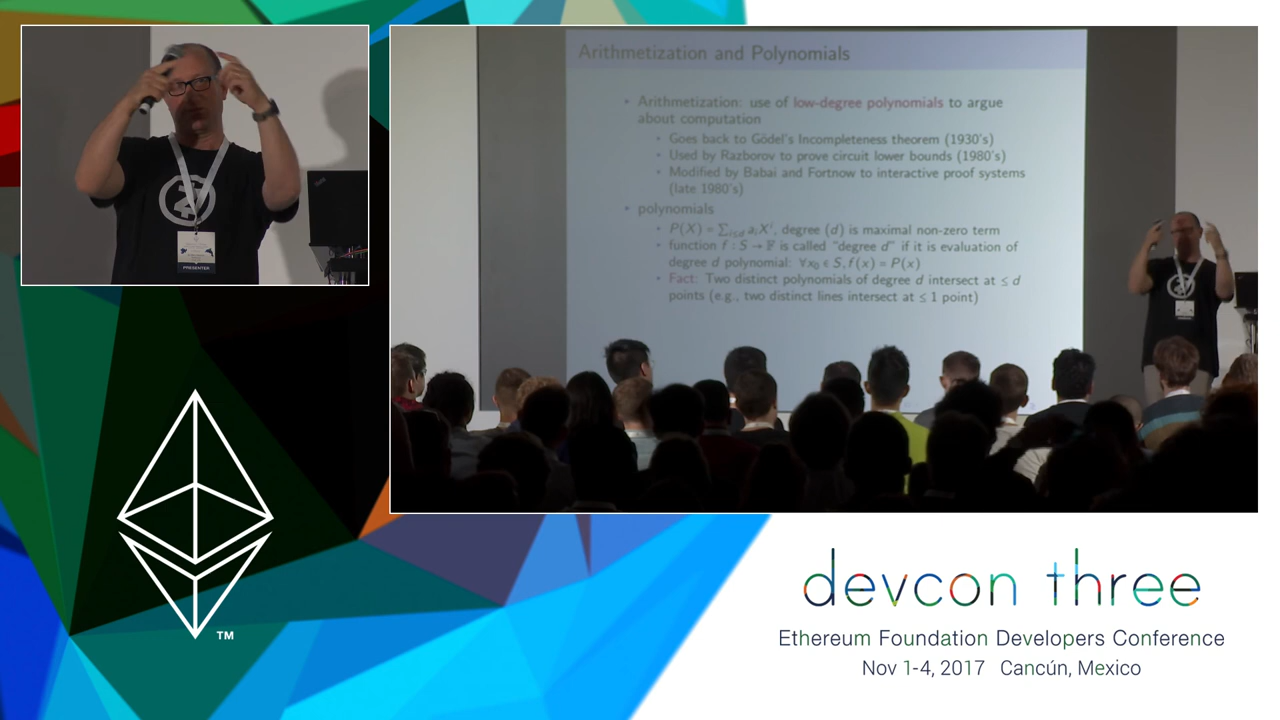 Arithmetization and Polynomials
• Arithmetization: use of low-degree polynomials to argue
about computation
• Goes back to Gödel's Incompleteness theorem (1930's)
• Used by Razborov to prove circuit lower bounds (1980's)
• Modified by Babai and Fortnow to interactive proof systems
(late 1980's)
• polynomials
• P(X) = ∑i≤d aiXⁱ, degree (d) is maximal non-zero term
• function f : S → 𝔽 is called "degree d" if it is evaluation of
degree d polynomial: ∀x₀ ∈ S, f(x) = P(x)
• Fact: Two distinct polynomials of degree d intersect at ≤ d
points (e.g., two distinct lines intersect at ≤ 1 point)
PRESENTER
TM
devcon three
Ethereum Foundation Developers Conference
Nov 1-4, 2017 Cancún, Mexico